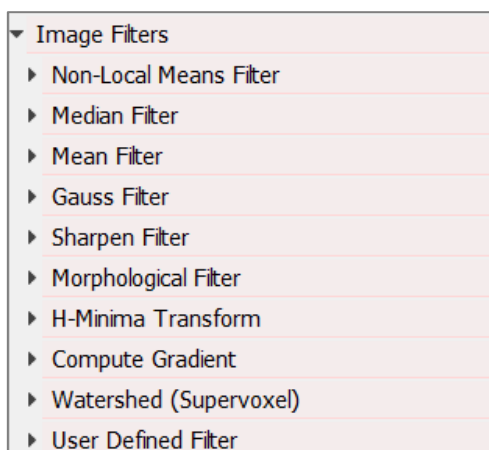 Image Filters
Non-Local Means Filter
Median Filter
Mean Filter
Gauss Filter
Sharpen Filter
Morphological Filter
H-Minima Transform
Compute Gradient
Watershed (Supervoxel)
User Defined Filter